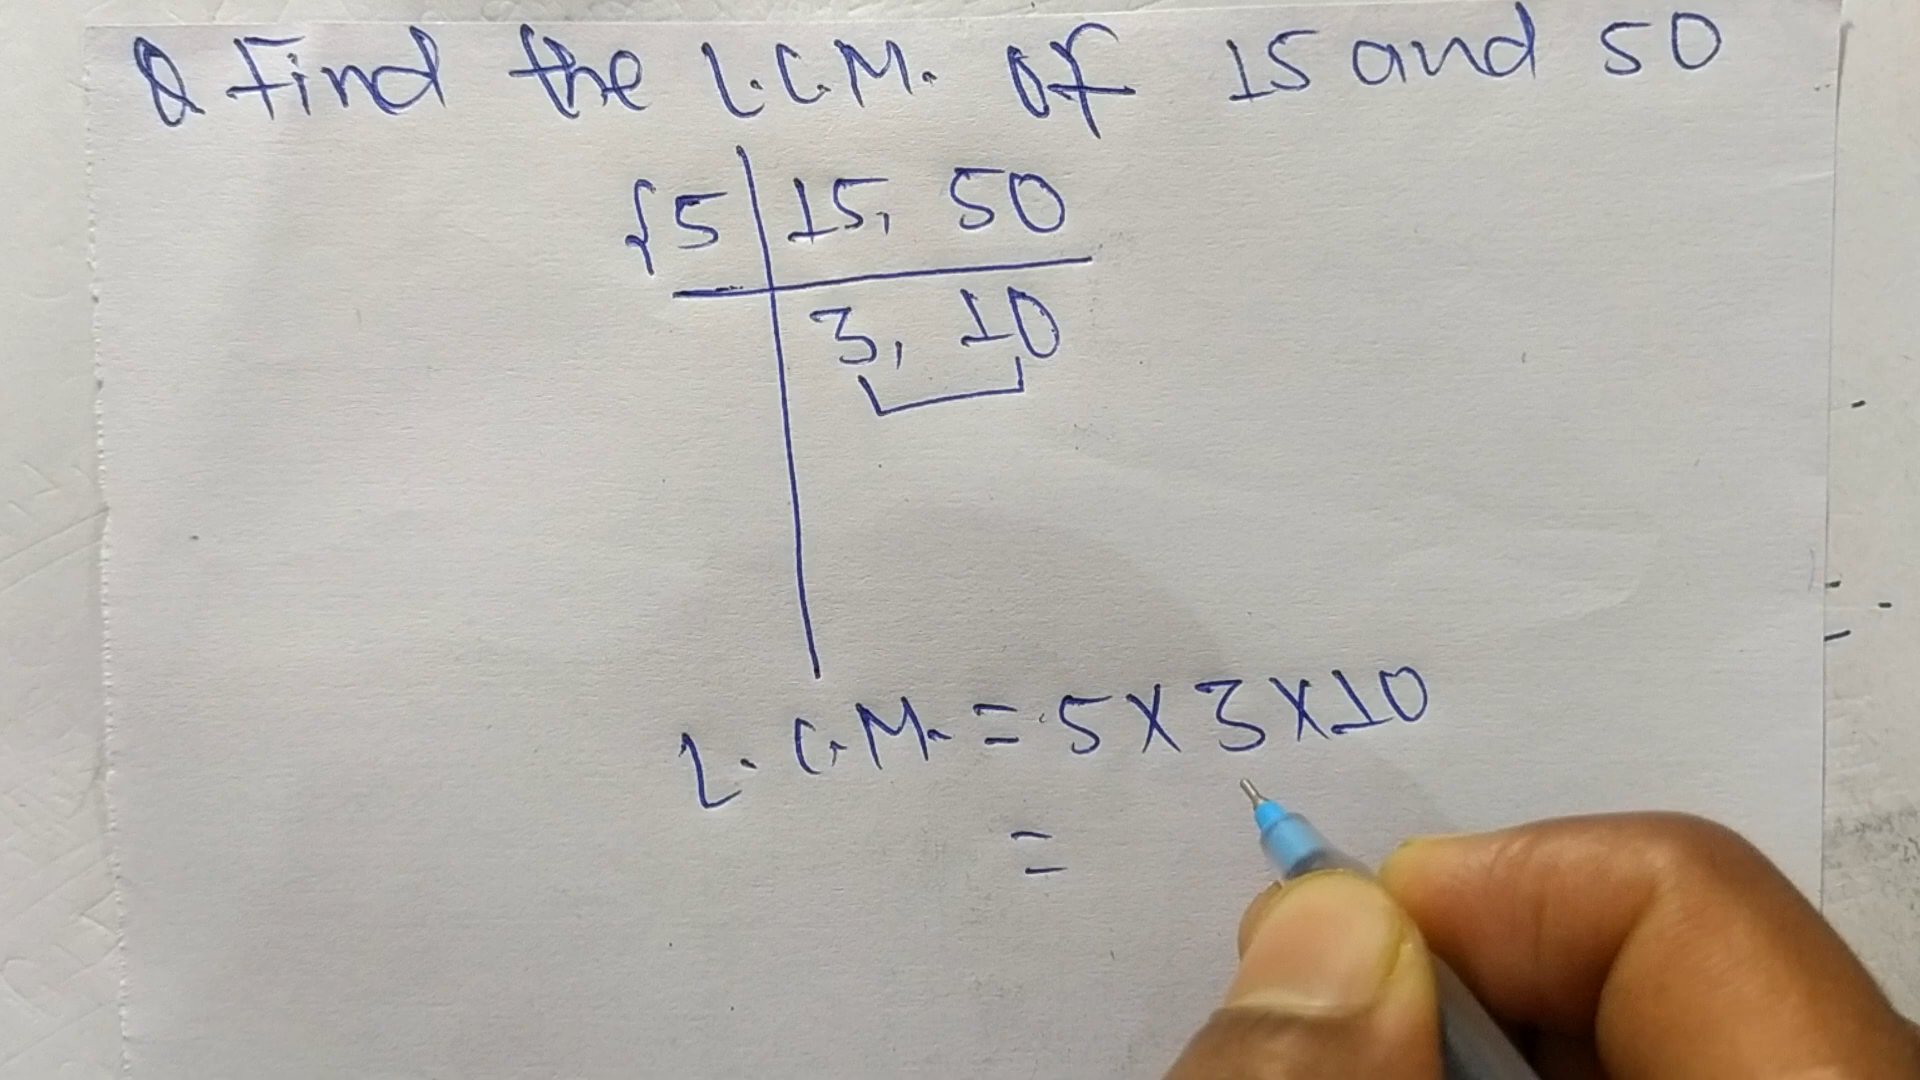 Q Find the L.C.M. of 15 and 50
5 15, 50
3, 10
L.C.M. = 5 X 3 X 10
=